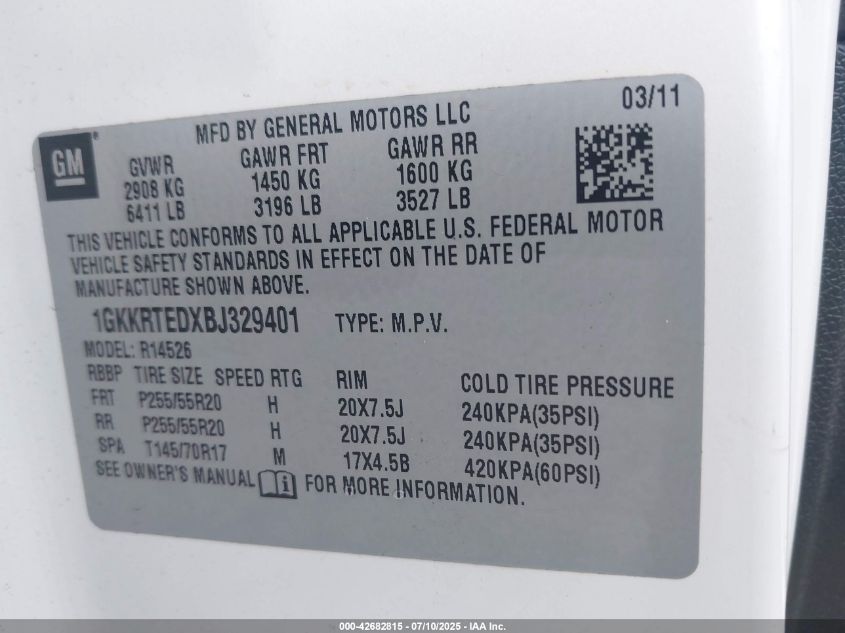 03/11
MFD BY GENERAL MOTORS LLC
GM
GVWR GAWR FRT GAWR RR
2908 KG 1450 KG 1600 KG
6411 LB 3196 LB 3527 LB
THIS VEHICLE CONFORMS TO ALL APPLICABLE U.S. FEDERAL MOTOR
VEHICLE SAFETY STANDARDS IN EFFECT ON THE DATE OF
MANUFACTURE SHOWN ABOVE.
1GKKRTEDXBJ329401 TYPE: M.P.V.
MODEL: R14526
RBBP TIRE SIZE SPEED RTG RIM COLD TIRE PRESSURE
FRT P255/55R20 H 20X7.5J 240KPA(35PSI)
RR P255/55R20 H 20X7.5J 240KPA(35PSI)
SPA T145/70R17 M 17X4.5B 420KPA(60PSI)
SEE OWNER'S MANUAL i FOR MORE INFORMATION.
000-42682815 - 07/10/2025 - IAA Inc.